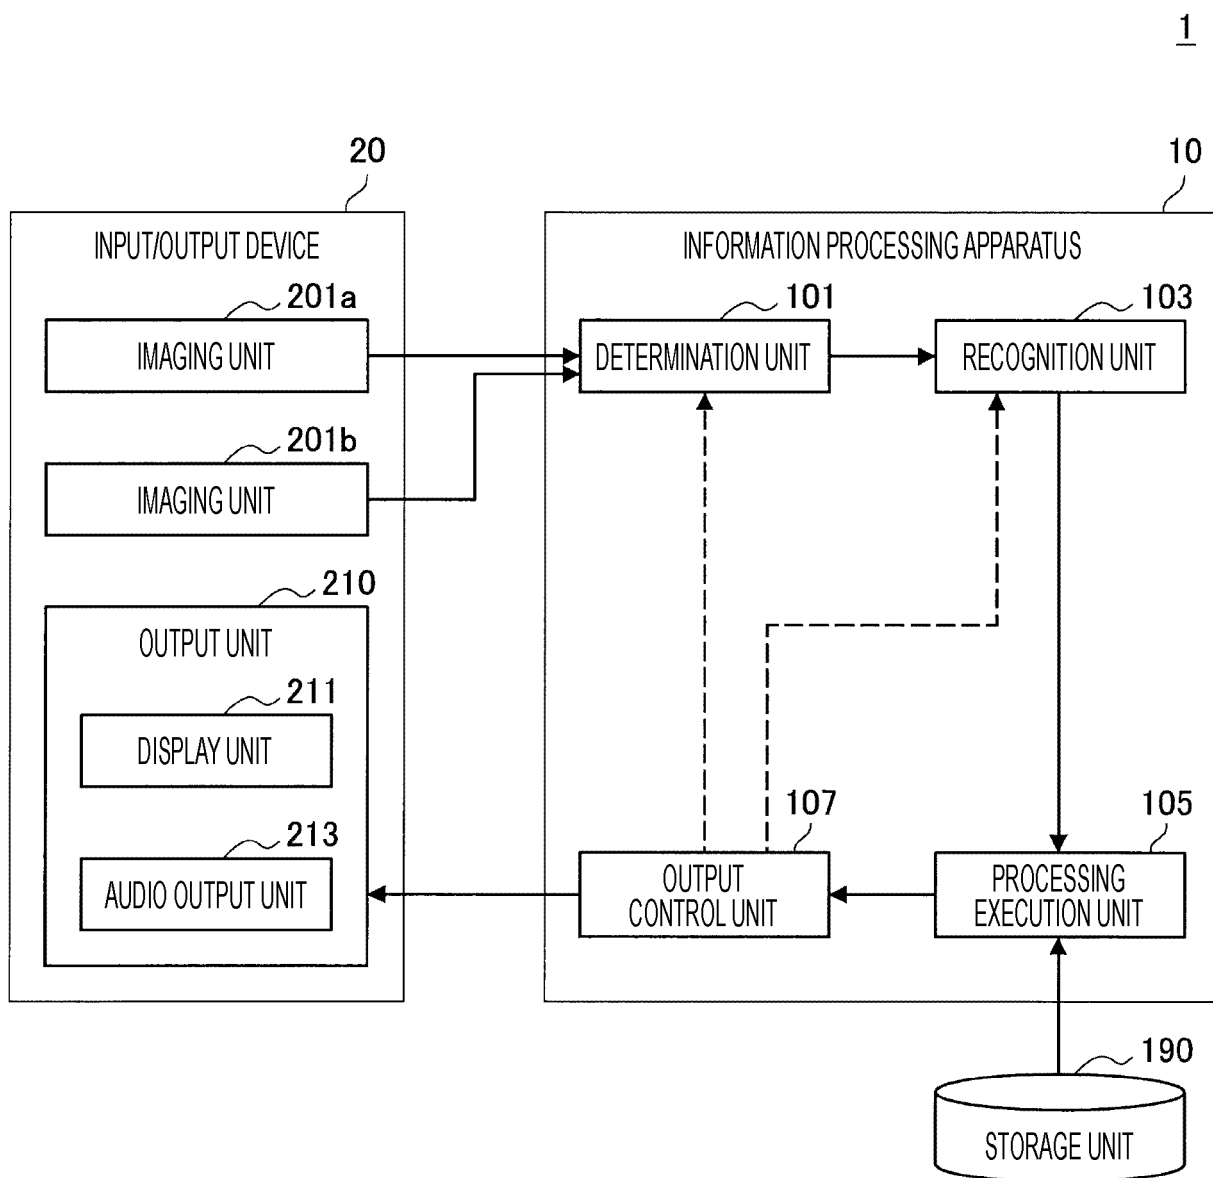 1
20
10
INPUT/OUTPUT DEVICE
INFORMATION PROCESSING APPARATUS
201a
101
103
IMAGING UNIT
DETERMINATION UNIT
RECOGNITION UNIT
201b
IMAGING UNIT
210
OUTPUT UNIT
211
DISPLAY UNIT
213
AUDIO OUTPUT UNIT
107
105
OUTPUT
CONTROL UNIT
PROCESSING
EXECUTION UNIT
190
STORAGE UNIT